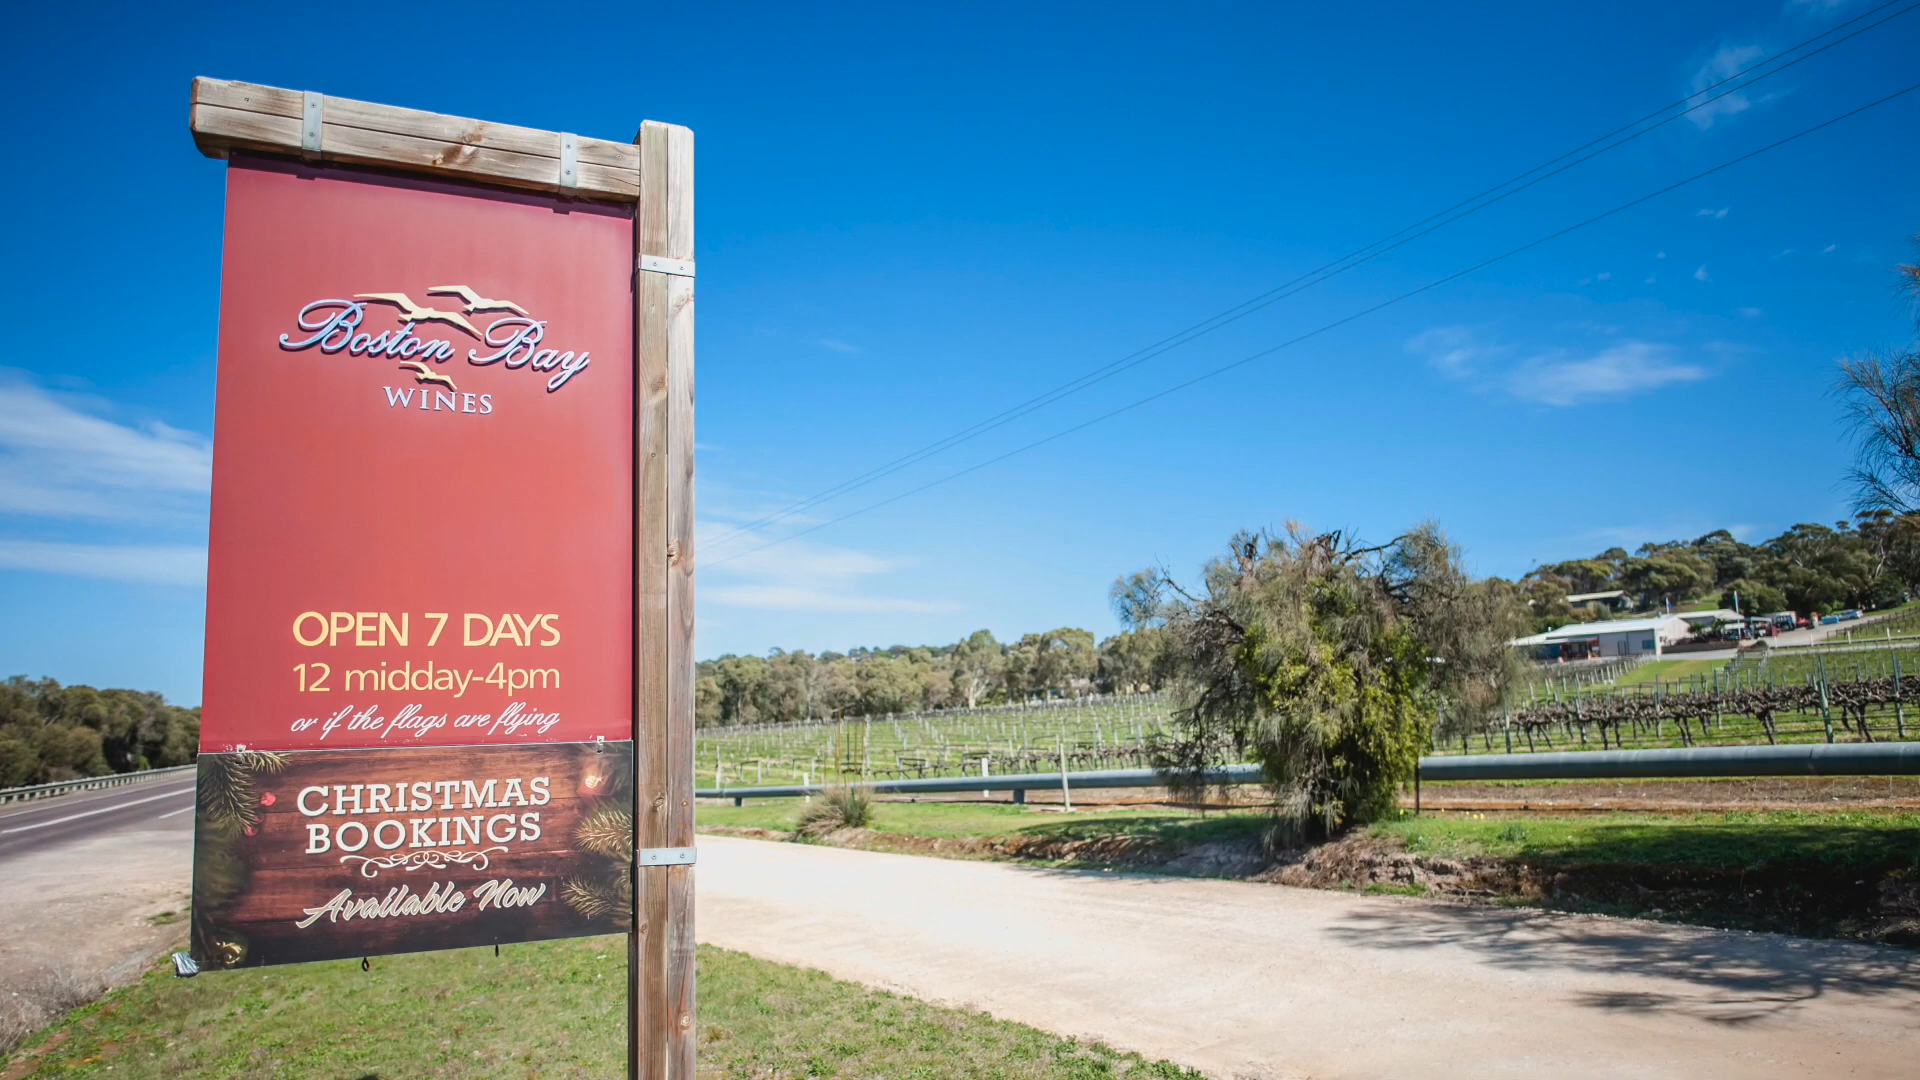 Boston Bay
WINES
OPEN 7 DAYS
12 midday-4pm
or if the flags are flying
CHRISTMAS
BOOKINGS
Available Now